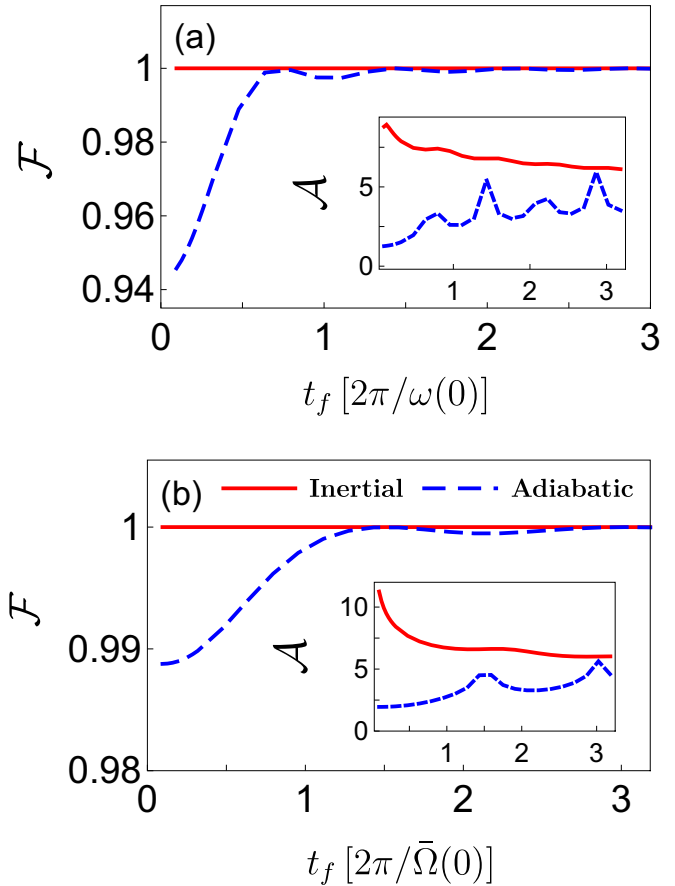 (a)
1
0.98
0.96
0.94
ℱ
𝒜
5
0
1 2 3
0 1 2 3
t_f [2π/ω(0)]
(b) Inertial Adiabatic
1
0.99
0.98
ℱ
𝒜
10
5
0
1 2 3
0 1 2 3
t_f [2π/Ω̄(0)]